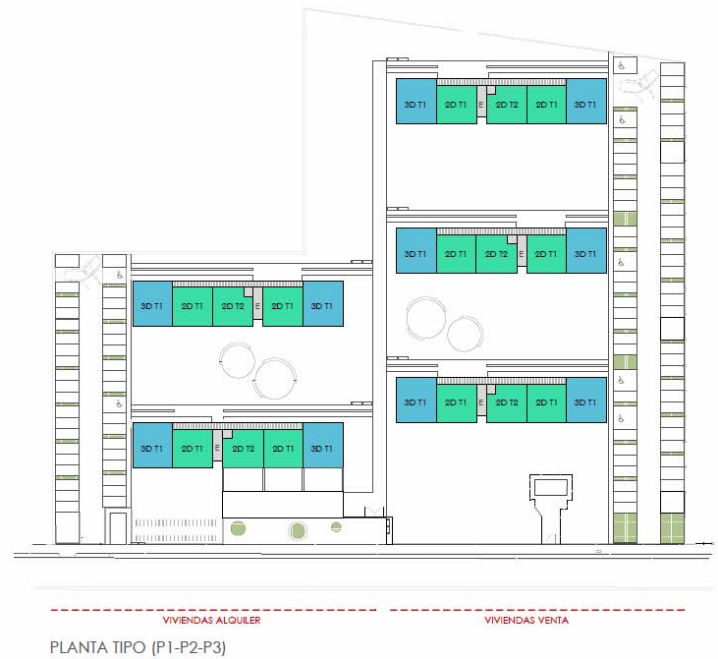 3D T1 2D T1 E 2D T2 2D T1 3D T1
3D T1 2D T1 2D T2 E 2D T1 3D T1
3D T1 2D T1 2D T2 E 2D T1 3D T1
3D T1 2D T1 E 2D T2 2D T1 3D T1
3D T1 2D T1 E 2D T2 2D T1 3D T1
VIVIENDAS ALQUILER VIVIENDAS VENTA
PLANTA TIPO (P1-P2-P3)